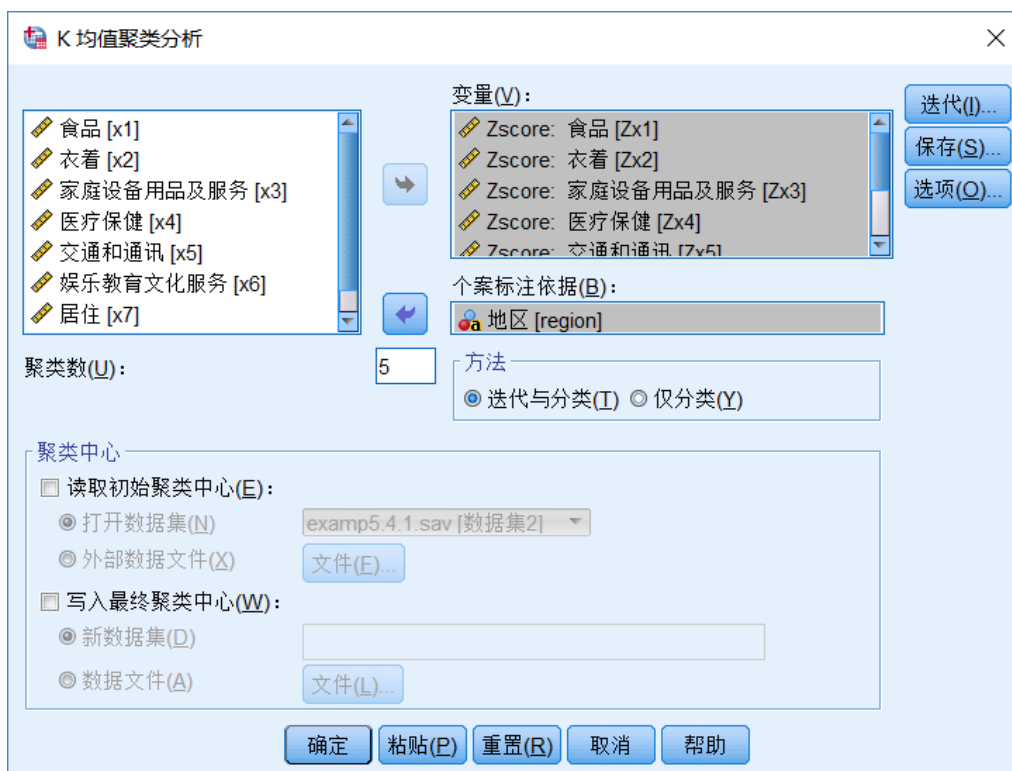 K 均值聚类分析
变量(V):
食品 [x1]
衣着 [x2]
家庭设备用品及服务 [x3]
医疗保健 [x4]
交通和通讯 [x5]
娱乐教育文化服务 [x6]
居住 [x7]
Zscore: 食品 [Zx1]
Zscore: 衣着 [Zx2]
Zscore: 家庭设备用品及服务 [Zx3]
Zscore: 医疗保健 [Zx4]
Zscore: 交通和通讯 [Zx5]
迭代(I)...
保存(S)...
选项(O)...
个案标注依据(B):
地区 [region]
聚类数(U): 5
方法
迭代与分类(T) 仅分类(Y)
聚类中心
读取初始聚类中心(E):
打开数据集(N) examp5.4.1.sav [数据集2]
外部数据文件(X) 文件(F)...
写入最终聚类中心(W):
新数据集(D)
数据文件(A) 文件(L)...
确定 粘贴(P) 重置(R) 取消 帮助